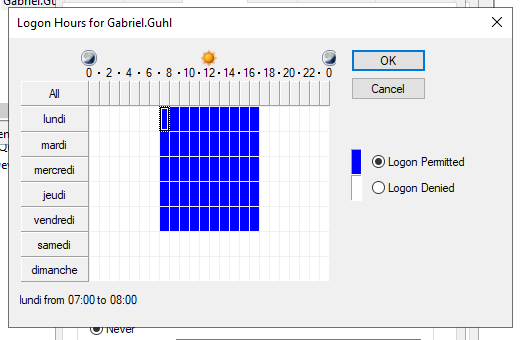 Gabriel.Gu
Logon Hours for Gabriel.Guhl
0 · 2 · 4 · 6 · 8 · 10 · 12 · 14 · 16 · 18 · 20 · 22 · 0
All
lundi
mardi
mercredi
jeudi
vendredi
samedi
dimanche
OK
Cancel
Logon Permitted
Logon Denied
lundi from 07:00 to 08:00
Never